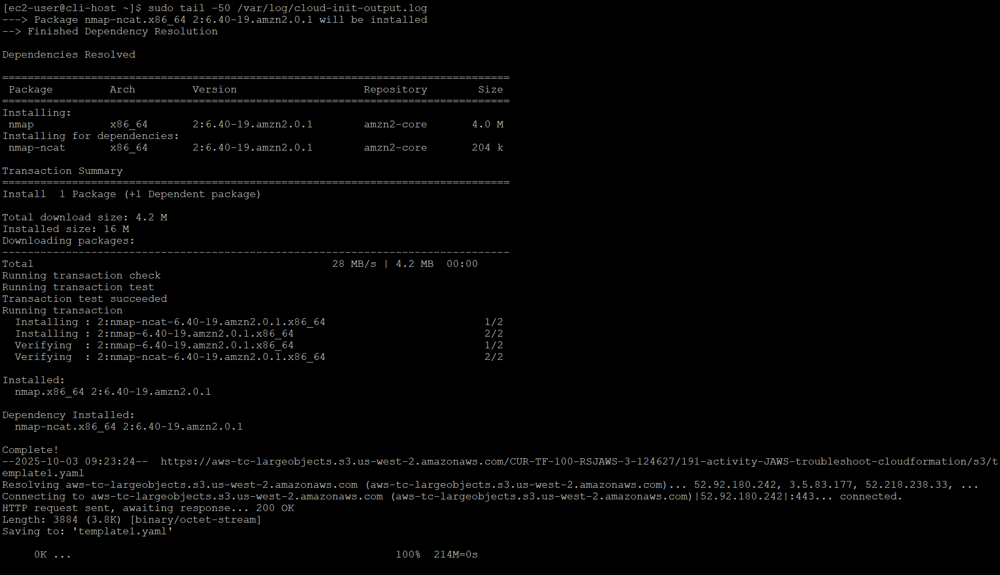 [ec2-user@cli-host ~]$ sudo tail -50 /var/log/cloud-init-output.log
---> Package nmap-ncat.x86_64 2:6.40-19.amzn2.0.1 will be installed
--> Finished Dependency Resolution

Dependencies Resolved

================================================================================
 Package         Arch         Version                    Repository        Size
================================================================================
Installing:
 nmap            x86_64       2:6.40-19.amzn2.0.1        amzn2-core       4.0 M
Installing for dependencies:
 nmap-ncat       x86_64       2:6.40-19.amzn2.0.1        amzn2-core       204 k

Transaction Summary
================================================================================
Install  1 Package (+1 Dependent package)

Total download size: 4.2 M
Installed size: 16 M
Downloading packages:
--------------------------------------------------------------------------------
Total                                               28 MB/s | 4.2 MB  00:00
Running transaction check
Running transaction test
Transaction test succeeded
Running transaction
  Installing : 2:nmap-ncat-6.40-19.amzn2.0.1.x86_64                         1/2
  Installing : 2:nmap-6.40-19.amzn2.0.1.x86_64                              2/2
  Verifying  : 2:nmap-6.40-19.amzn2.0.1.x86_64                              1/2
  Verifying  : 2:nmap-ncat-6.40-19.amzn2.0.1.x86_64                         2/2

Installed:
  nmap.x86_64 2:6.40-19.amzn2.0.1

Dependency Installed:
  nmap-ncat.x86_64 2:6.40-19.amzn2.0.1

Complete!
--2025-10-03 09:23:24--  https://aws-tc-largeobjects.s3.us-west-2.amazonaws.com/CUR-TF-100-RSJAWS-3-124627/191-activity-JAWS-troubleshoot-cloudformation/s3/t
emplate1.yaml
Resolving aws-tc-largeobjects.s3.us-west-2.amazonaws.com (aws-tc-largeobjects.s3.us-west-2.amazonaws.com)... 52.92.180.242, 3.5.83.177, 52.218.238.33, ...
Connecting to aws-tc-largeobjects.s3.us-west-2.amazonaws.com (aws-tc-largeobjects.s3.us-west-2.amazonaws.com)|52.92.180.242|:443... connected.
HTTP request sent, awaiting response... 200 OK
Length: 3884 (3.8K) [binary/octet-stream]
Saving to: 'template1.yaml'

     0K ...                                                   100%  214M=0s